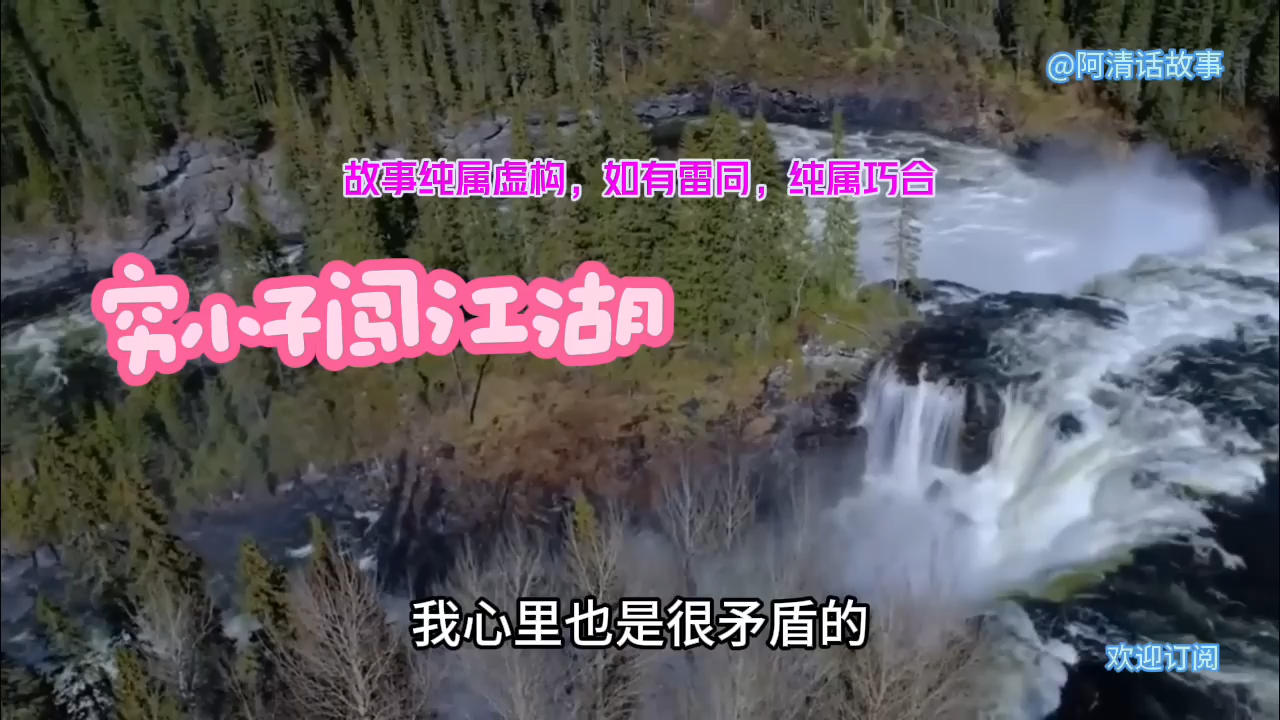 @阿清话故事
故事纯属虚构，如有雷同，纯属巧合
穷小子闯江湖
我心里也是很矛盾的
欢迎订阅